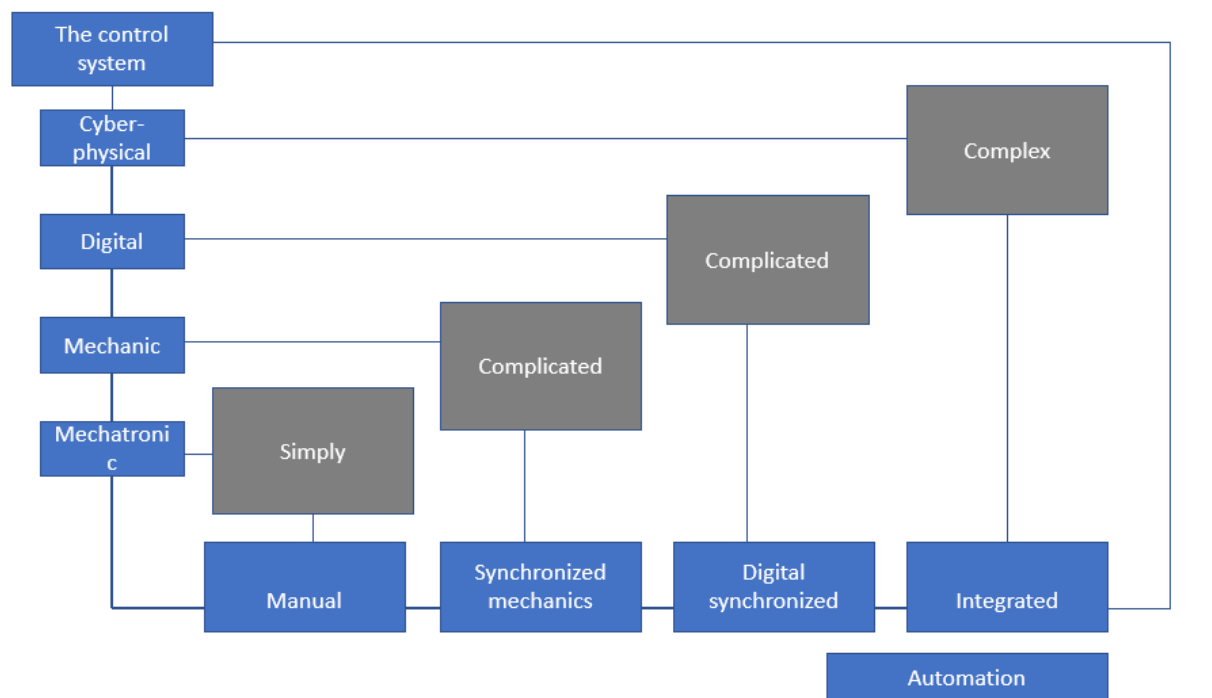 The control
system
Cyber-
physical
Complex
Digital
Complicated
Mechanic
Complicated
Mechatroni
c
Simply
Manual
Synchronized
mechanics
Digital
synchronized
Integrated
Automation